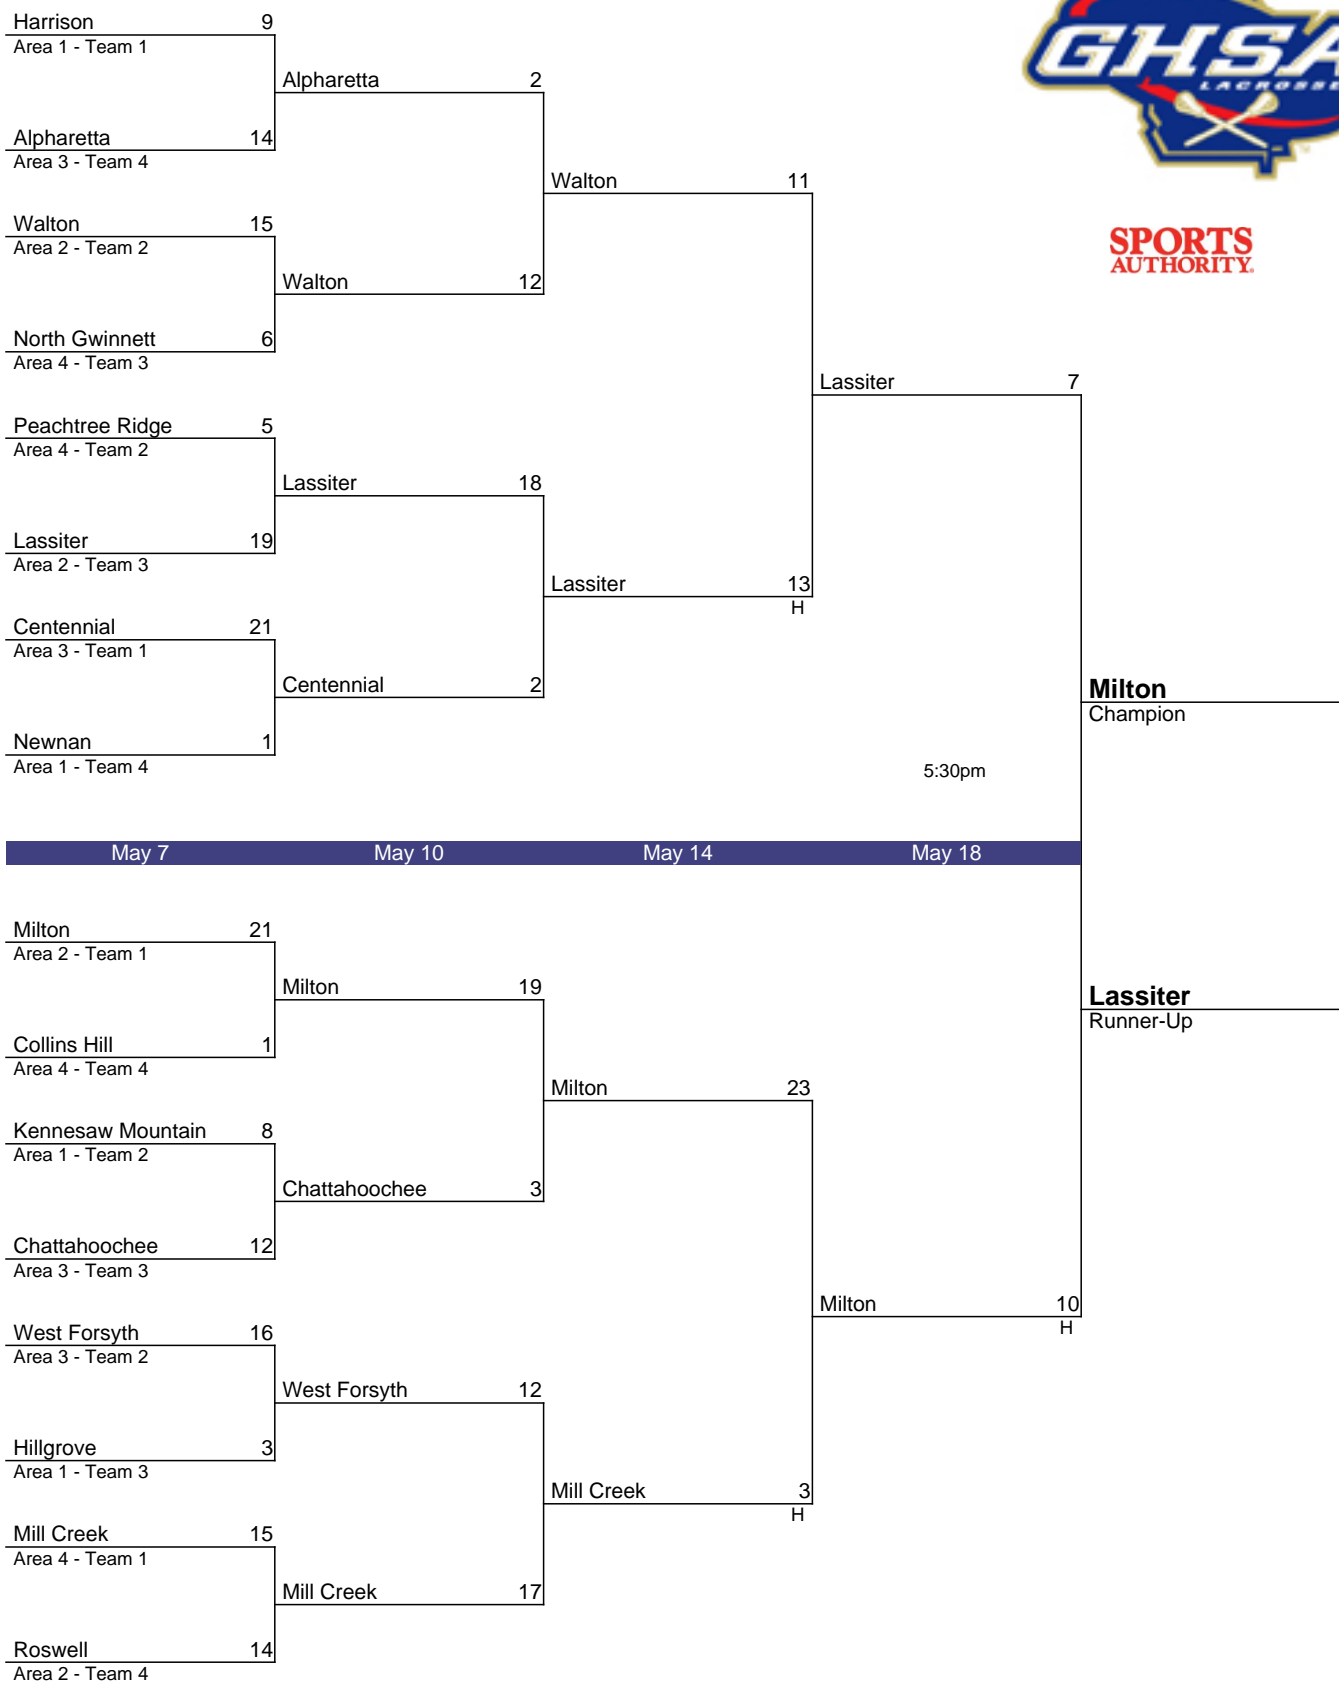 GHSA
LACROSSE
SPORTS
AUTHORITY.
Harrison 9
Area 1 - Team 1
Alpharetta 2
Alpharetta 14
Area 3 - Team 4
Walton 11
Walton 15
Area 2 - Team 2
Walton 12
North Gwinnett 6
Area 4 - Team 3
Lassiter 7
Peachtree Ridge 5
Area 4 - Team 2
Lassiter 18
Lassiter 19
Area 2 - Team 3
Lassiter 13
H
Centennial 21
Area 3 - Team 1
Centennial 2
Milton
Champion
Newnan 1
Area 1 - Team 4
5:30pm
May 7 May 10 May 14 May 18
Milton 21
Area 2 - Team 1
Milton 19
Lassiter
Runner-Up
Collins Hill 1
Area 4 - Team 4
Milton 23
Kennesaw Mountain 8
Area 1 - Team 2
Chattahoochee 3
Chattahoochee 12
Area 3 - Team 3
Milton 10
H
West Forsyth 16
Area 3 - Team 2
West Forsyth 12
Hillgrove 3
Area 1 - Team 3
Mill Creek 3
H
Mill Creek 15
Area 4 - Team 1
Mill Creek 17
Roswell 14
Area 2 - Team 4